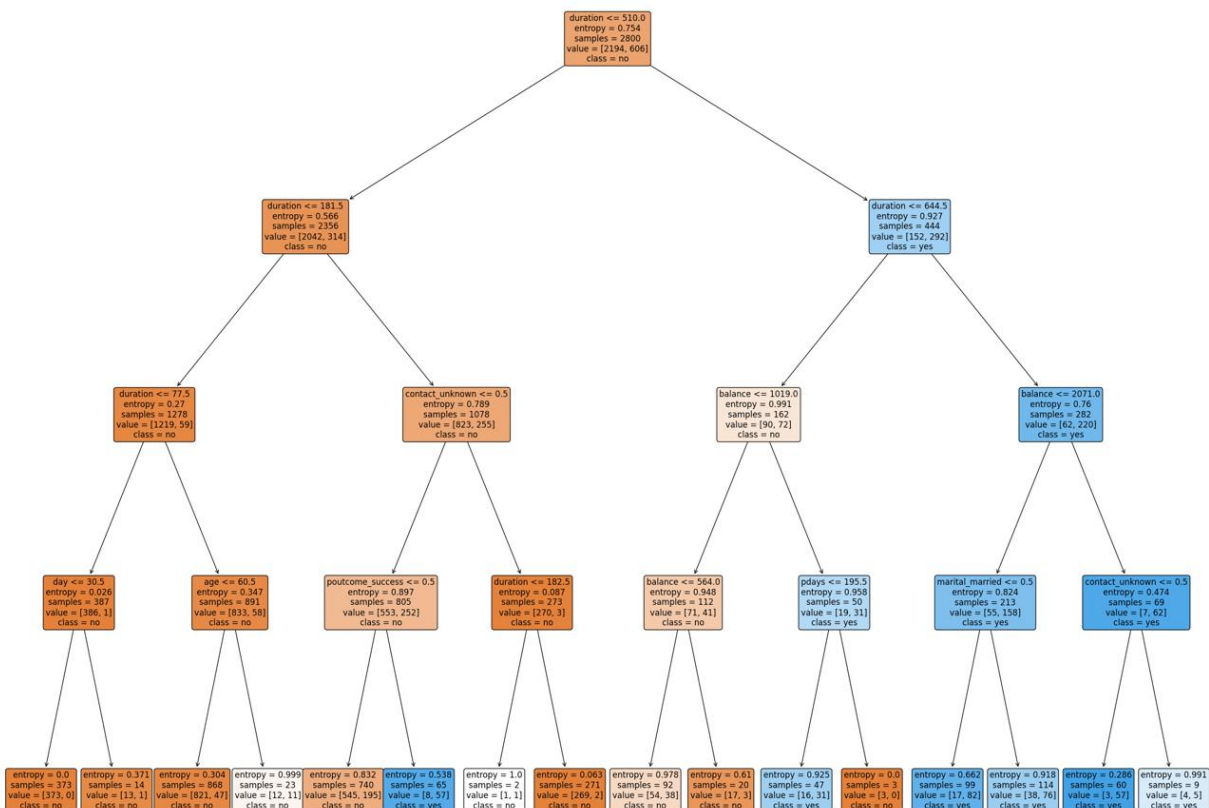 duration <= 510.0
entropy = 0.754
samples = 2800
value = [2194, 606]
class = no
duration <= 181.5
entropy = 0.566
samples = 2356
value = [2042, 314]
class = no
duration <= 644.5
entropy = 0.927
samples = 444
value = [152, 292]
class = yes
duration <= 77.5
entropy = 0.27
samples = 1278
value = [1219, 59]
class = no
contact_unknown <= 0.5
entropy = 0.789
samples = 1078
value = [823, 255]
class = no
balance <= 1019.0
entropy = 0.991
samples = 162
value = [90, 72]
class = no
balance <= 2071.0
entropy = 0.76
samples = 282
value = [62, 220]
class = yes
day <= 30.5
entropy = 0.026
samples = 387
value = [386, 1]
class = no
age <= 60.5
entropy = 0.347
samples = 891
value = [833, 58]
class = no
poutcome_success <= 0.5
entropy = 0.897
samples = 805
value = [553, 252]
class = no
duration <= 182.5
entropy = 0.087
samples = 273
value = [270, 3]
class = no
balance <= 564.0
entropy = 0.948
samples = 112
value = [71, 41]
class = no
pdays <= 195.5
entropy = 0.958
samples = 50
value = [19, 31]
class = yes
marital_married <= 0.5
entropy = 0.824
samples = 213
value = [55, 158]
class = yes
contact_unknown <= 0.5
entropy = 0.474
samples = 69
value = [7, 62]
class = yes
entropy = 0.0
samples = 373
value = [373, 0]
class = no
entropy = 0.371
samples = 14
value = [13, 1]
class = no
entropy = 0.304
samples = 868
value = [821, 47]
class = no
entropy = 0.999
samples = 23
value = [12, 11]
class = no
entropy = 0.832
samples = 740
value = [545, 195]
class = no
entropy = 0.538
samples = 65
value = [8, 57]
class = yes
entropy = 1.0
samples = 2
value = [1, 1]
class = no
entropy = 0.063
samples = 271
value = [269, 2]
class = no
entropy = 0.978
samples = 92
value = [54, 38]
class = no
entropy = 0.61
samples = 20
value = [17, 3]
class = no
entropy = 0.925
samples = 47
value = [16, 31]
class = yes
entropy = 0.0
samples = 3
value = [3, 0]
class = no
entropy = 0.662
samples = 99
value = [17, 82]
class = yes
entropy = 0.918
samples = 114
value = [38, 76]
class = yes
entropy = 0.286
samples = 60
value = [3, 57]
class = yes
entropy = 0.991
samples = 9
value = [4, 5]
class = yes